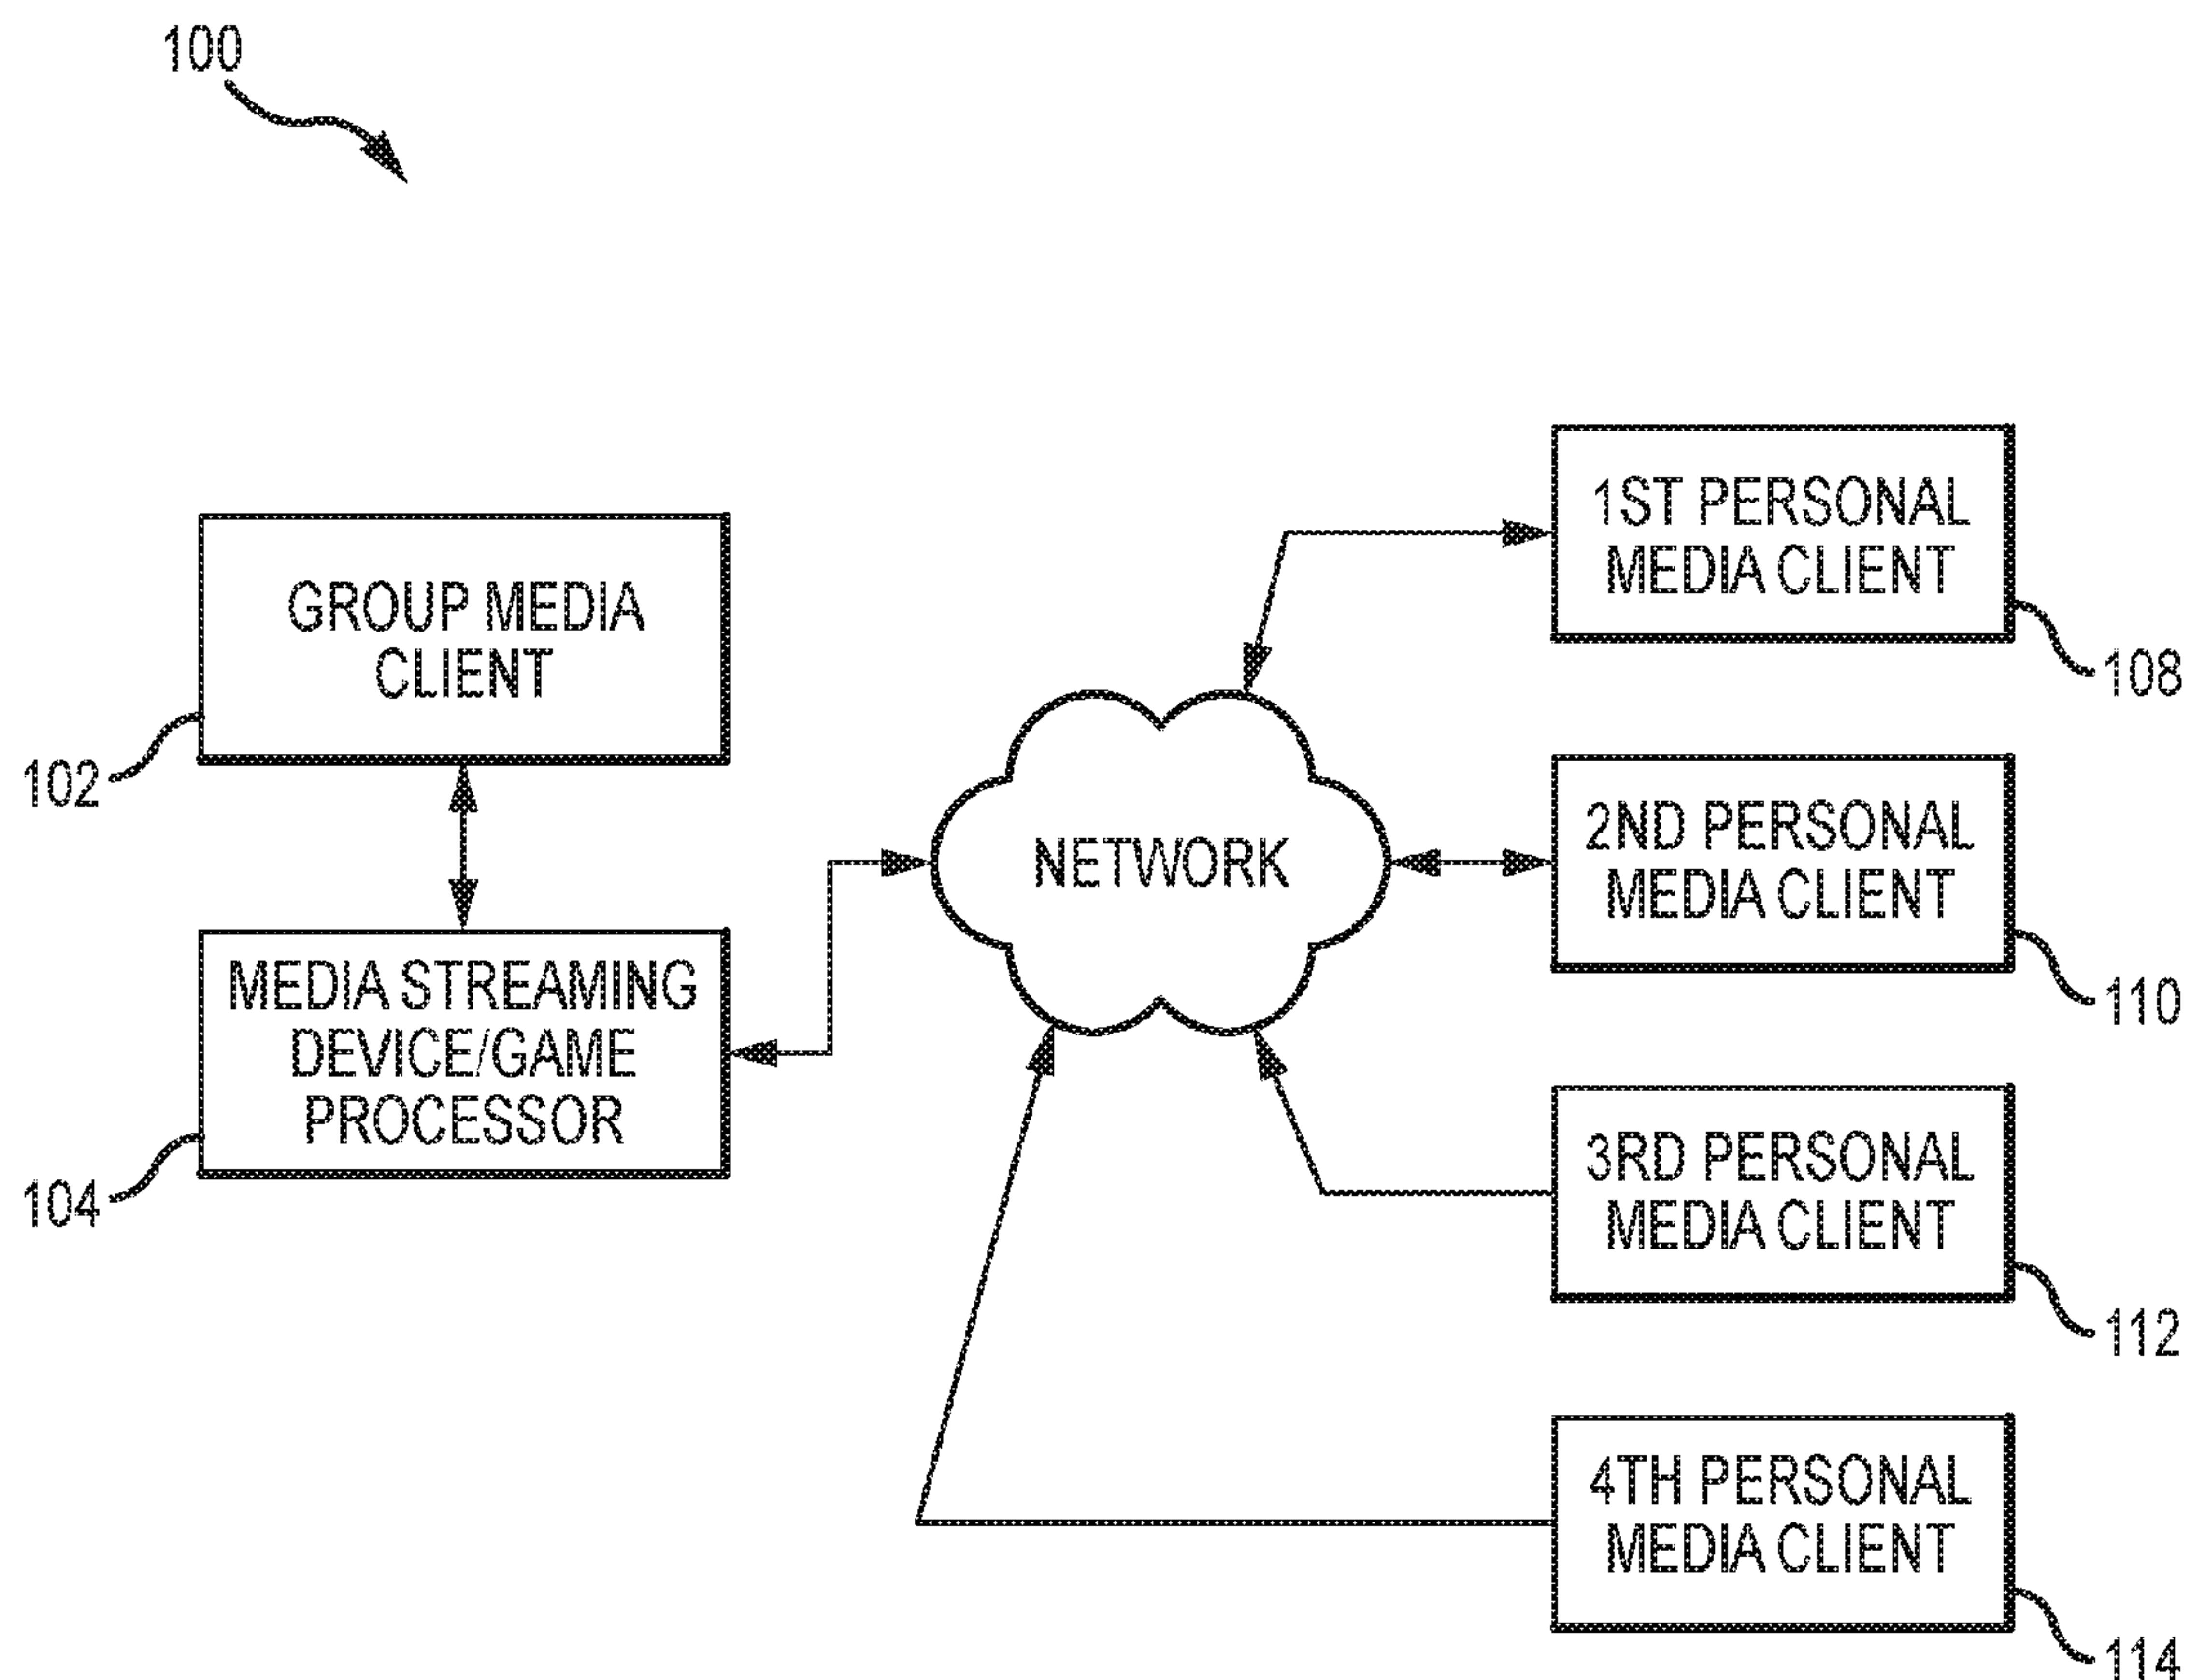 100
GROUP MEDIA
CLIENT
102
MEDIA STREAMING
DEVICE/GAME
PROCESSOR
104
NETWORK
1ST PERSONAL
MEDIA CLIENT
108
2ND PERSONAL
MEDIA CLIENT
110
3RD PERSONAL
MEDIA CLIENT
112
4TH PERSONAL
MEDIA CLIENT
114